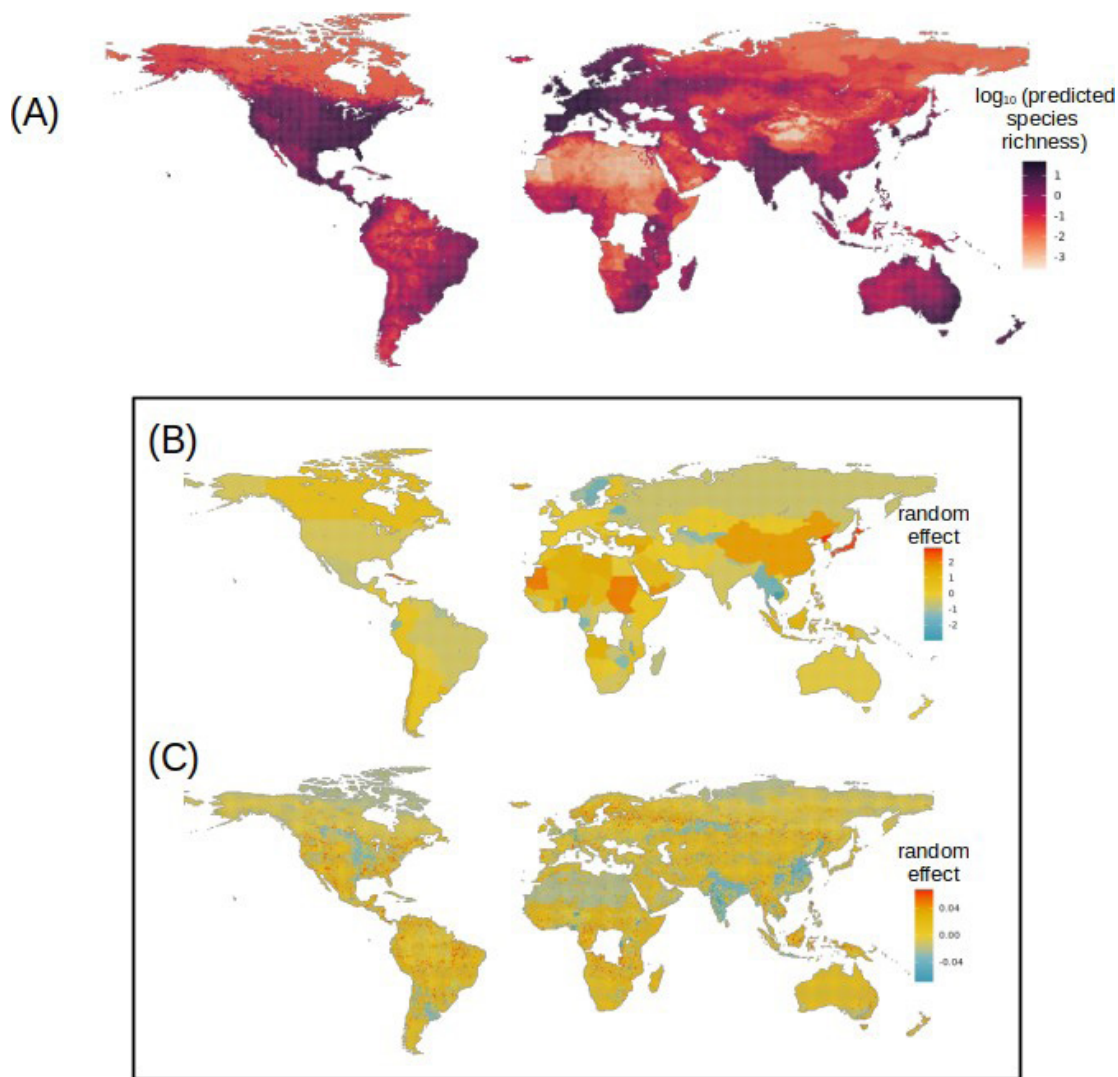 (A)
log₁₀ (predicted
species
richness)
1
0
-1
-2
-3
(B)
random
effect
2
1
0
-1
-2
(C)
random
effect
0.04
0.00
-0.04